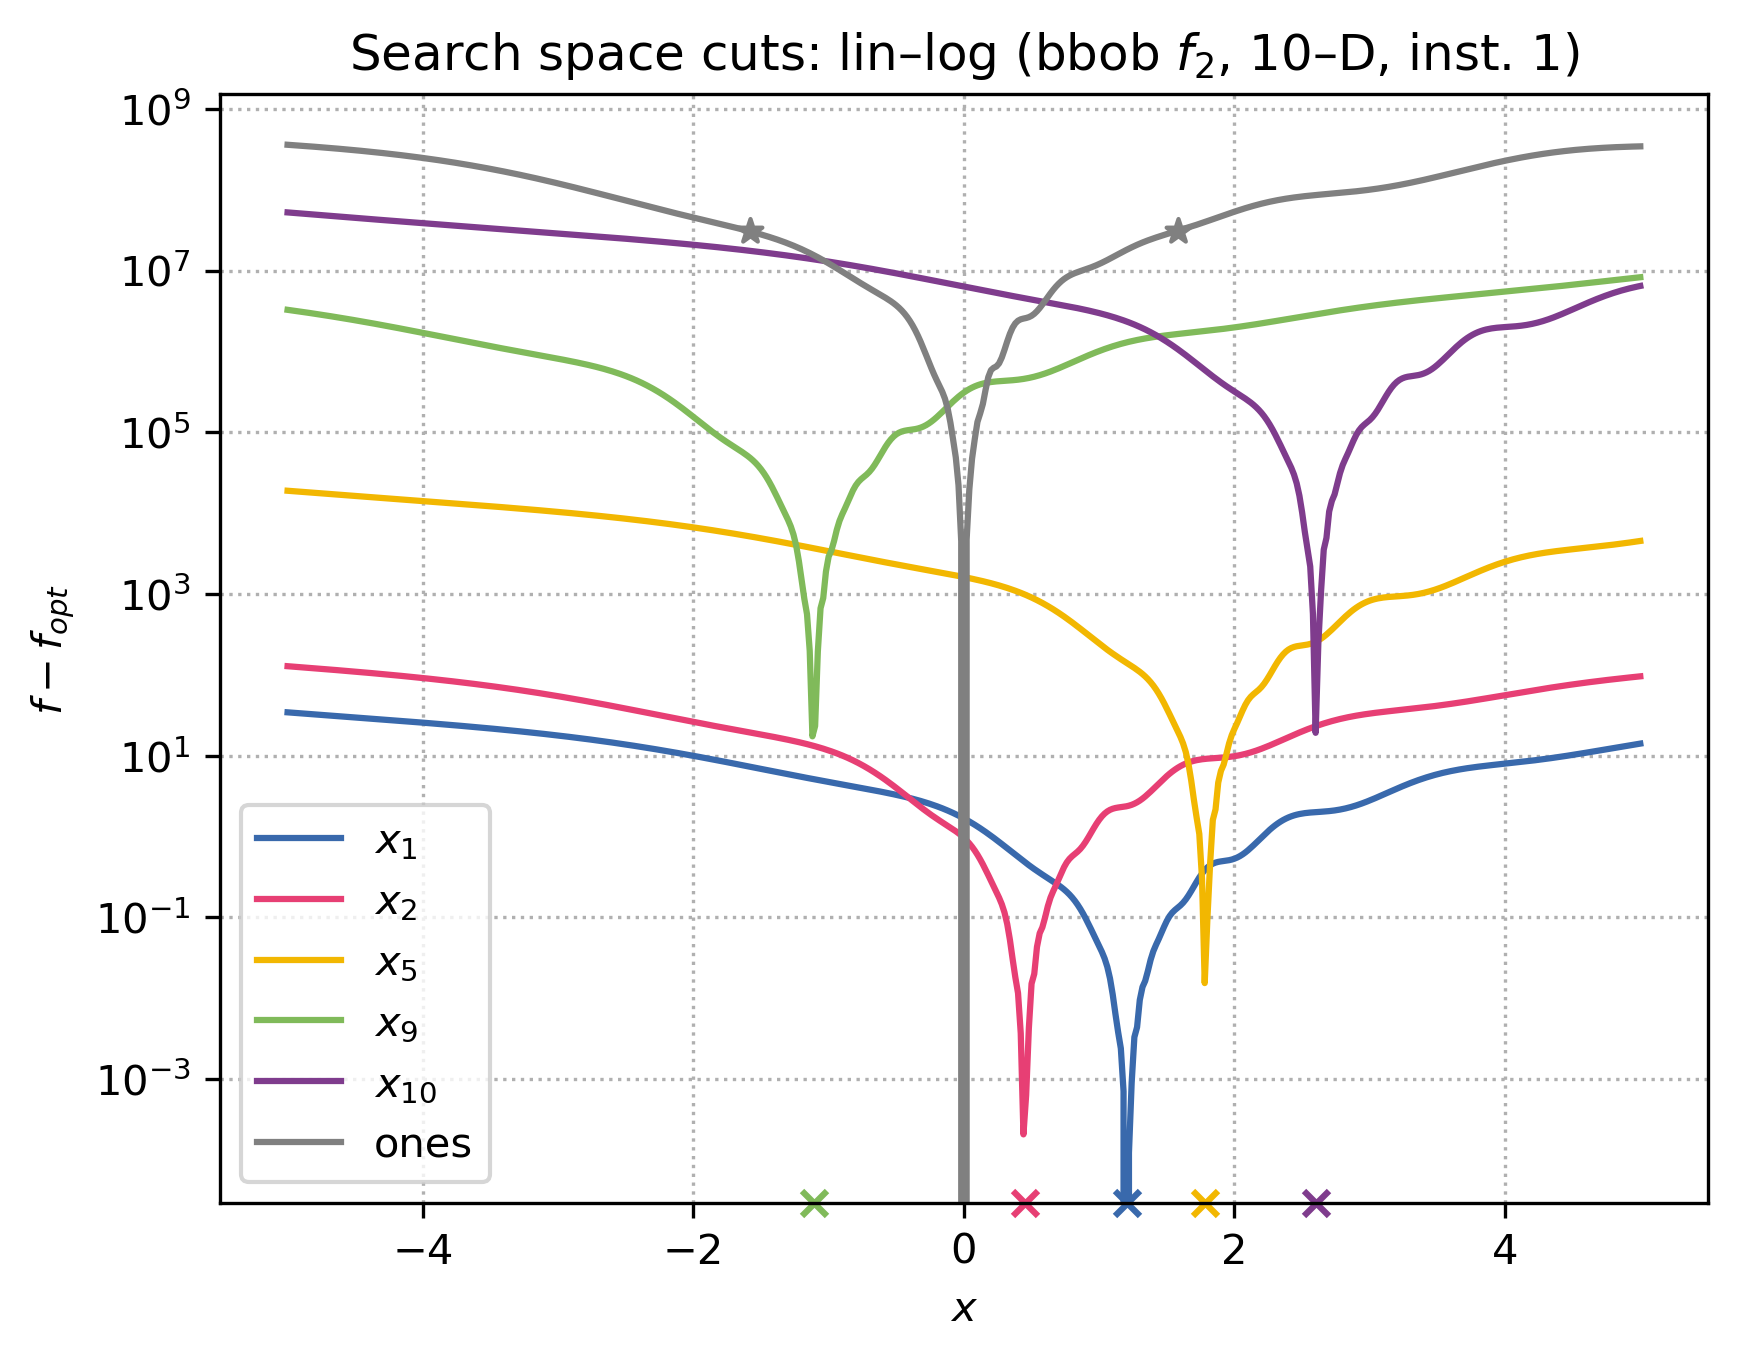 Search space cuts: lin–log (bbob f₂, 10–D, inst. 1)
10⁹
10⁷
10⁵
10³
10¹
10⁻¹
10⁻³
f − f_opt
x₁
x₂
x₅
x₉
x₁₀
ones
−4 −2 0 2 4
x